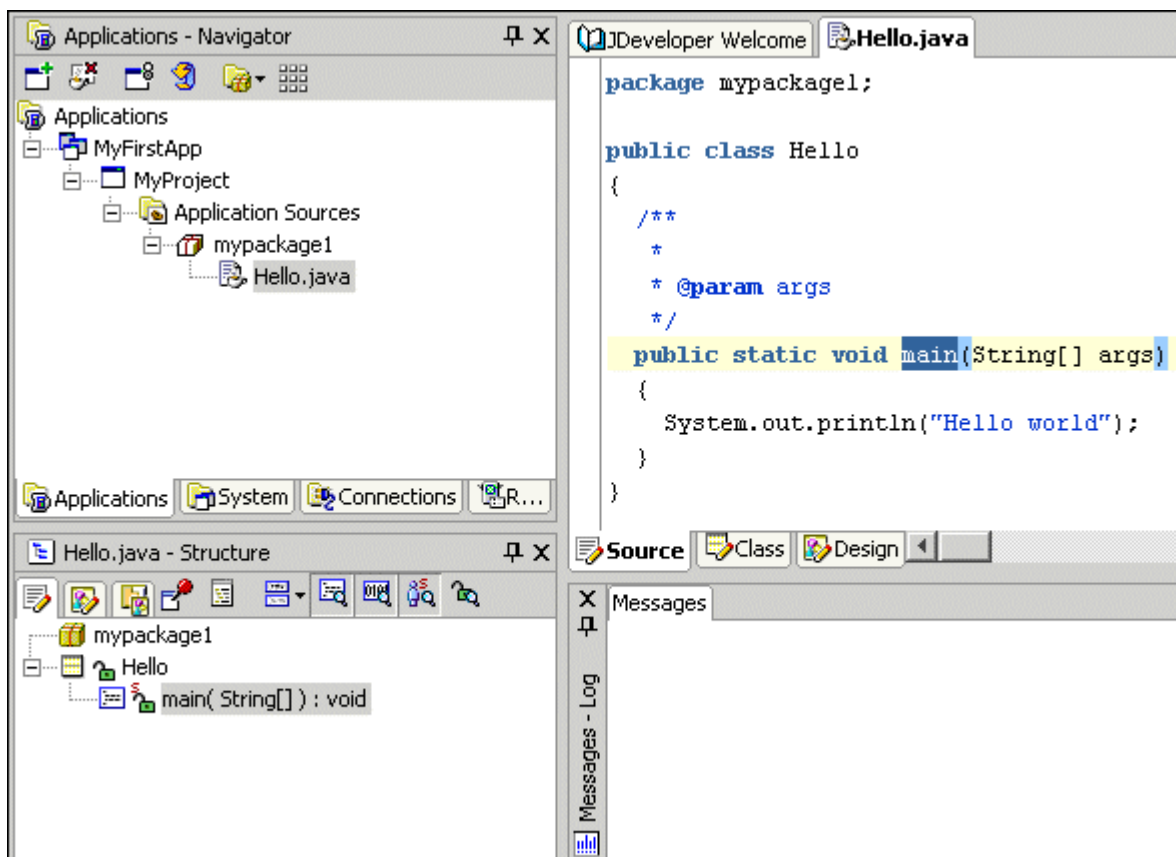 Applications - Navigator
Applications
MyFirstApp
MyProject
Application Sources
mypackage1
Hello.java
Applications System Connections R...
Hello.java - Structure
mypackage1
Hello
main( String[] ) : void
JDeveloper Welcome Hello.java
package mypackage1;
public class Hello
{
/**
*
* @param args
*/
public static void main(String[] args)
{
System.out.println("Hello world");
}
}
Source Class Design
Messages
Messages - Log